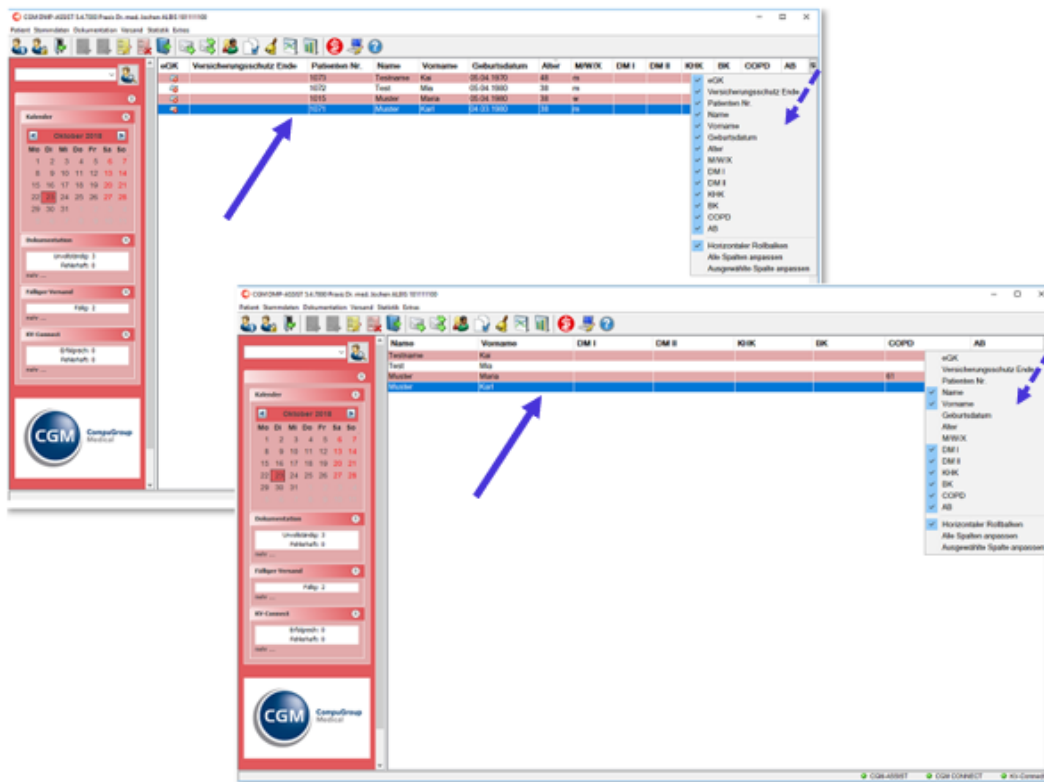 CGM DMP-ASSIST 5.4.7000 Praxis Dr. med. Jochen ALBIS 101111100
Patient Stammdaten Dokumentation Versand Statistik Extras
eGK Versicherungsschutz Ende Patienten Nr. Name Vorname Geburtsdatum Alter M/W/X DM I DM II KHK BK COPD AB
1073 Testname Kai 05.04.1970 48 m
1072 Test Mia 05.04.1980 38 m
1015 Muster Maria 05.04.1980 38 w
1071 Muster Karl 04.03.1980 38 m
eGK
Versicherungsschutz Ende
Patienten Nr.
Name
Vorname
Geburtsdatum
Alter
M/W/X
DM I
DM II
KHK
BK
COPD
AB
Horizontaler Rollbalken
Alle Spalten anpassen
Ausgewählte Spalte anpassen
Kalender
Oktober 2018
Mo Di Mi Do Fr Sa So
1 2 3 4 5 6 7
8 9 10 11 12 13 14
15 16 17 18 19 20 21
22 23 24 25 26 27 28
29 30 31
Dokumentation
Unvollständig: 3
Fehlerhaft: 0
mehr ...
Fälliger Versand
Fällig: 2
mehr ...
KV-Connect
Erfolgreich: 0
Fehlerhaft: 0
mehr ...
CGM
CompuGroup
Medical
CGM DMP-ASSIST 5.4.7000 Praxis Dr. med. Jochen ALBIS 101111100
Patient Stammdaten Dokumentation Versand Statistik Extras
Name Vorname DM I DM II KHK BK COPD AB
Testname Kai
Test Mia
Muster Maria 61
Muster Karl
eGK
Versicherungsschutz Ende
Patienten Nr.
Name
Vorname
Geburtsdatum
Alter
M/W/X
DM I
DM II
KHK
BK
COPD
AB
Horizontaler Rollbalken
Alle Spalten anpassen
Ausgewählte Spalte anpassen
Kalender
Oktober 2018
Mo Di Mi Do Fr Sa So
1 2 3 4 5 6 7
8 9 10 11 12 13 14
15 16 17 18 19 20 21
22 23 24 25 26 27 28
29 30 31
Dokumentation
Unvollständig: 3
Fehlerhaft: 0
mehr ...
Fälliger Versand
Fällig: 2
mehr ...
KV-Connect
Erfolgreich: 0
Fehlerhaft: 0
mehr ...
CGM
CompuGroup
Medical
CGM-ASSIST CGM CONNECT KV-Connect